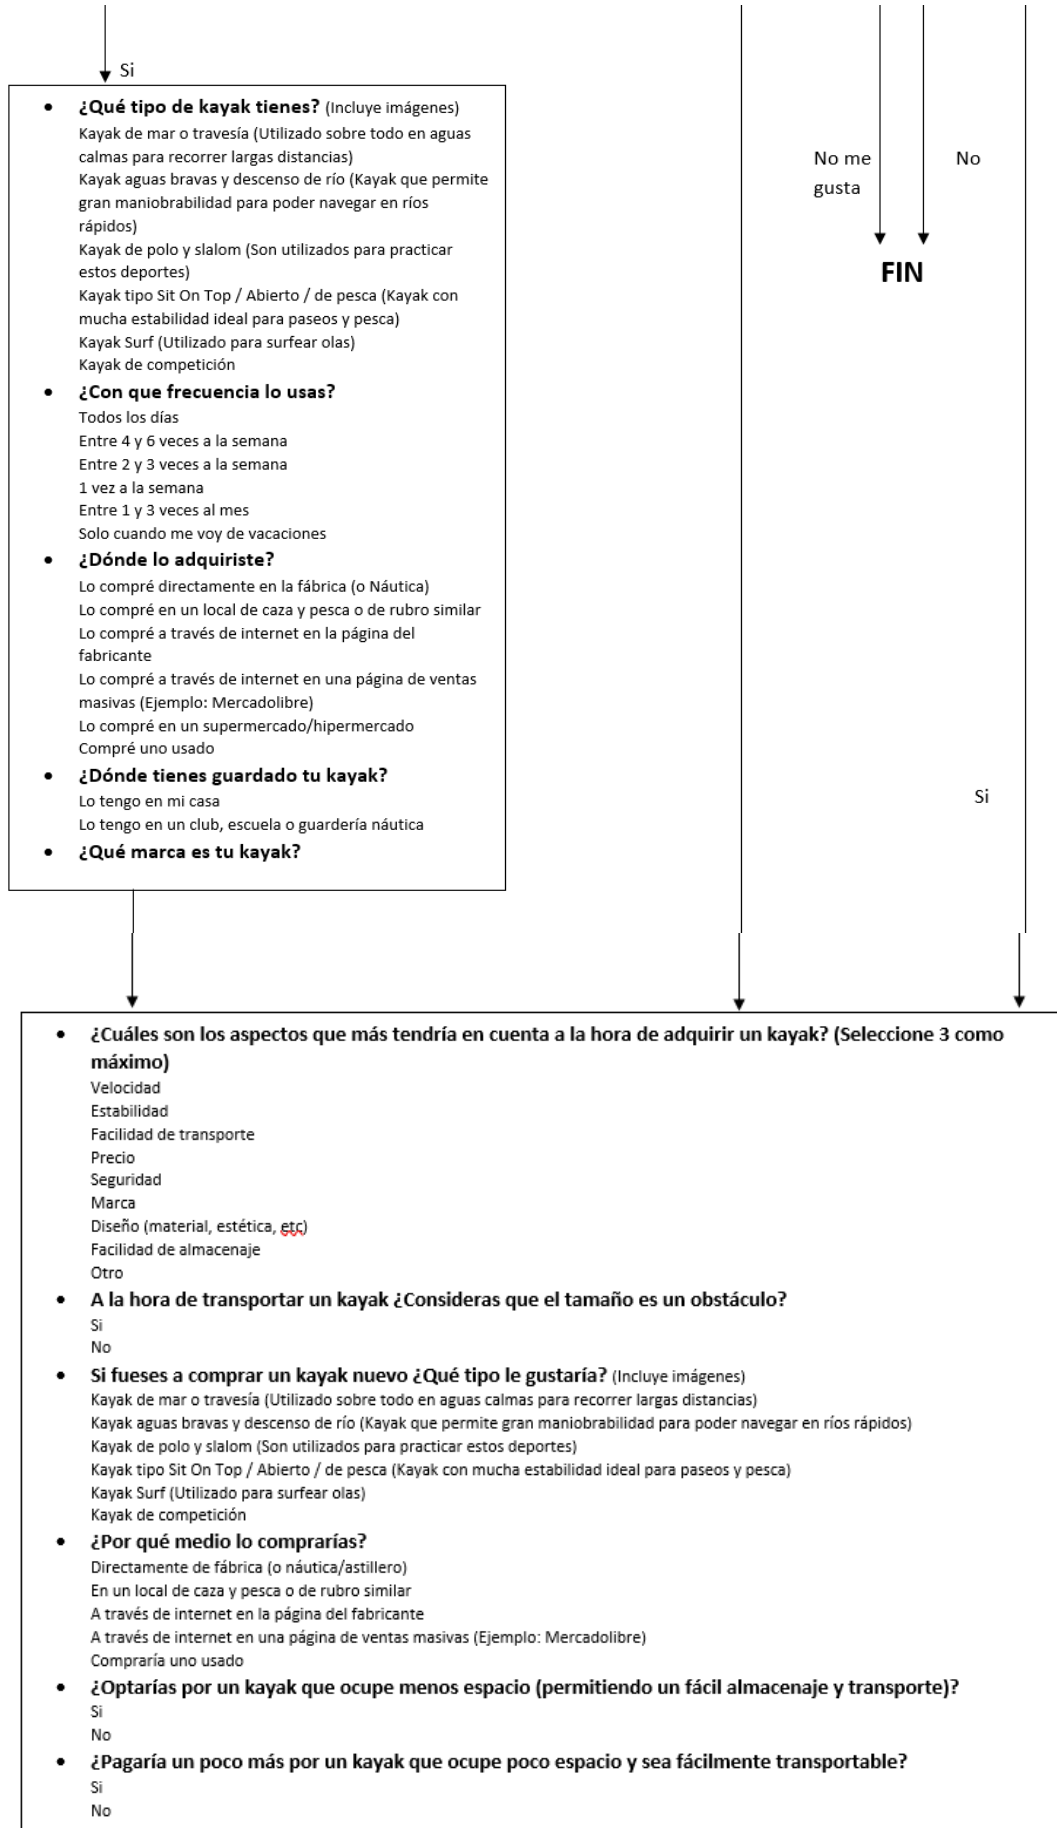 Si
• ¿Qué tipo de kayak tienes? (Incluye imágenes)
Kayak de mar o travesía (Utilizado sobre todo en aguas
calmas para recorrer largas distancias)
Kayak aguas bravas y descenso de río (Kayak que permite
gran maniobrabilidad para poder navegar en ríos
rápidos)
Kayak de polo y slalom (Son utilizados para practicar
estos deportes)
Kayak tipo Sit On Top / Abierto / de pesca (Kayak con
mucha estabilidad ideal para paseos y pesca)
Kayak Surf (Utilizado para surfear olas)
Kayak de competición
• ¿Con que frecuencia lo usas?
Todos los días
Entre 4 y 6 veces a la semana
Entre 2 y 3 veces a la semana
1 vez a la semana
Entre 1 y 3 veces al mes
Solo cuando me voy de vacaciones
• ¿Dónde lo adquiriste?
Lo compré directamente en la fábrica (o Náutica)
Lo compré en un local de caza y pesca o de rubro similar
Lo compré a través de internet en la página del
fabricante
Lo compré a través de internet en una página de ventas
masivas (Ejemplo: Mercadolibre)
Lo compré en un supermercado/hipermercado
Compré uno usado
• ¿Dónde tienes guardado tu kayak?
Lo tengo en mi casa
Lo tengo en un club, escuela o guardería náutica
• ¿Qué marca es tu kayak?
No me
gusta
No
FIN
Si
• ¿Cuáles son los aspectos que más tendría en cuenta a la hora de adquirir un kayak? (Seleccione 3 como
máximo)
Velocidad
Estabilidad
Facilidad de transporte
Precio
Seguridad
Marca
Diseño (material, estética, etc)
Facilidad de almacenaje
Otro
• A la hora de transportar un kayak ¿Consideras que el tamaño es un obstáculo?
Si
No
• Si fueses a comprar un kayak nuevo ¿Qué tipo le gustaría? (Incluye imágenes)
Kayak de mar o travesía (Utilizado sobre todo en aguas calmas para recorrer largas distancias)
Kayak aguas bravas y descenso de río (Kayak que permite gran maniobrabilidad para poder navegar en ríos rápidos)
Kayak de polo y slalom (Son utilizados para practicar estos deportes)
Kayak tipo Sit On Top / Abierto / de pesca (Kayak con mucha estabilidad ideal para paseos y pesca)
Kayak Surf (Utilizado para surfear olas)
Kayak de competición
• ¿Por qué medio lo comprarías?
Directamente de fábrica (o náutica/astillero)
En un local de caza y pesca o de rubro similar
A través de internet en la página del fabricante
A través de internet en una página de ventas masivas (Ejemplo: Mercadolibre)
Compraría uno usado
• ¿Optarías por un kayak que ocupe menos espacio (permitiendo un fácil almacenaje y transporte)?
Si
No
• ¿Pagaría un poco más por un kayak que ocupe poco espacio y sea fácilmente transportable?
Si
No